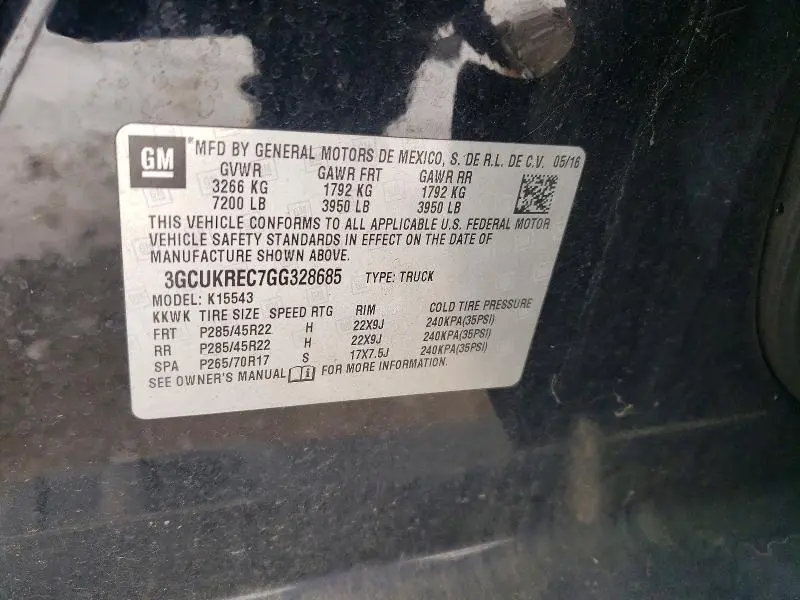 GM
*MFD BY GENERAL MOTORS DE MEXICO, S. DE R.L. DE C.V. 05/16
GVWR GAWR FRT GAWR RR
3266 KG 1792 KG 1792 KG
7200 LB 3950 LB 3950 LB
THIS VEHICLE CONFORMS TO ALL APPLICABLE U.S. FEDERAL MOTOR
VEHICLE SAFETY STANDARDS IN EFFECT ON THE DATE OF
MANUFACTURE SHOWN ABOVE.
3GCUKREC7GG328685 TYPE: TRUCK
MODEL: K15543
KKWK TIRE SIZE SPEED RTG RIM COLD TIRE PRESSURE
FRT P285/45R22 H 22X9J 240KPA(35PSI)
RR P285/45R22 H 22X9J 240KPA(35PSI)
SPA P265/70R17 S 17X7.5J 240KPA(35PSI)
SEE OWNER'S MANUAL FOR MORE INFORMATION.